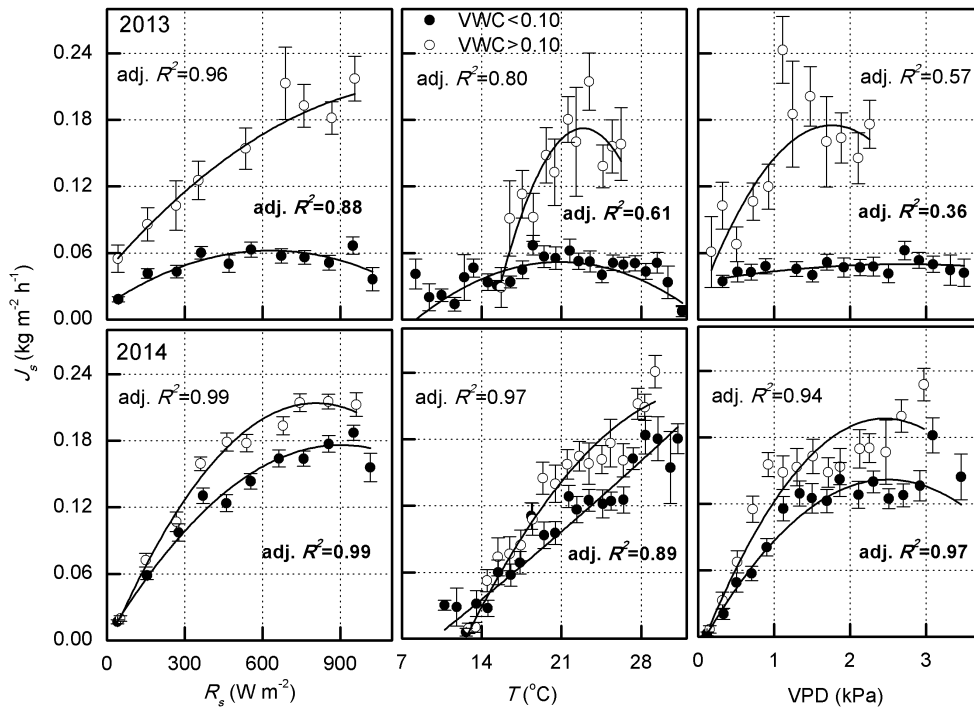 2013
VWC<0.10
VWC>0.10
adj. R²=0.96
adj. R²=0.80
adj. R²=0.57
adj. R²=0.88
adj. R²=0.61
adj. R²=0.36
0.24
0.18
0.12
0.06
0.00
Jₛ (kg m⁻² h⁻¹)
2014
adj. R²=0.99
adj. R²=0.97
adj. R²=0.94
adj. R²=0.99
adj. R²=0.89
adj. R²=0.97
0.24
0.18
0.12
0.06
0.00
0 300 600 900
7 14 21 28
0 1 2 3
Rₛ (W m⁻²)
T (°C)
VPD (kPa)